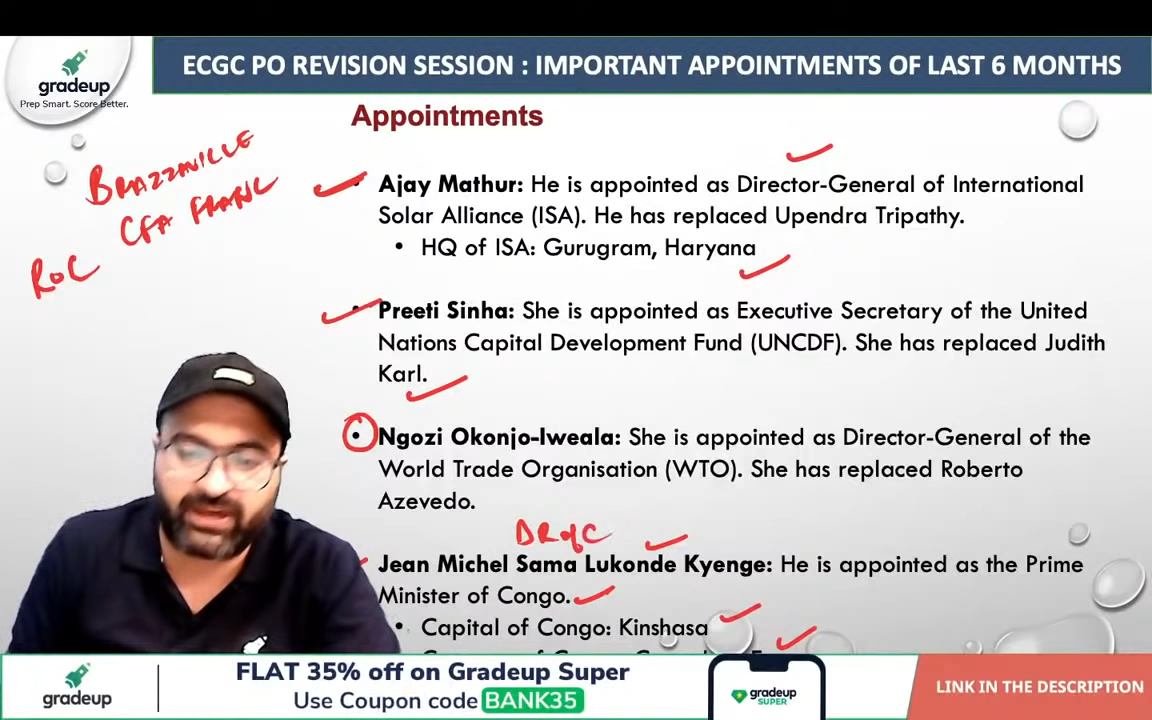 gradeup
Prep Smart. Score Better.
ECGC PO REVISION SESSION : IMPORTANT APPOINTMENTS OF LAST 6 MONTHS
Appointments
BRAZZAVILLE
CFA FRANC
RoC
Ajay Mathur: He is appointed as Director-General of International
Solar Alliance (ISA). He has replaced Upendra Tripathy.
• HQ of ISA: Gurugram, Haryana
• Preeti Sinha: She is appointed as Executive Secretary of the United
Nations Capital Development Fund (UNCDF). She has replaced Judith
Karl.
• Ngozi Okonjo-Iweala: She is appointed as Director-General of the
World Trade Organisation (WTO). She has replaced Roberto
Azevedo.
DRofC
Jean Michel Sama Lukonde Kyenge: He is appointed as the Prime
Minister of Congo.
• Capital of Congo: Kinshasa
gradeup
FLAT 35% off on Gradeup Super
Use Coupon code BANK35
gradeup
SUPER
LINK IN THE DESCRIPTION